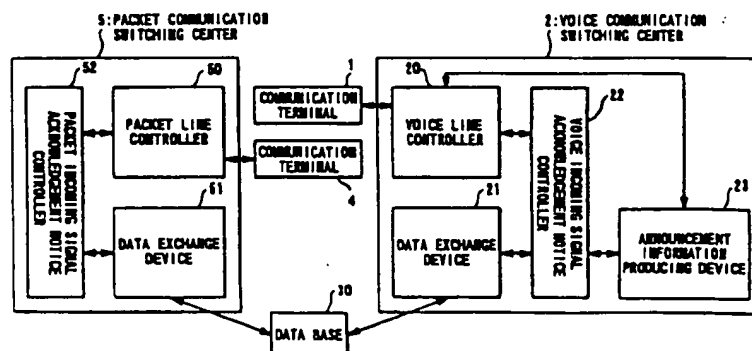 5:PACKET COMMUNICATION
SWITCHING CENTER
52
50
PACKET INCOMING SIGNAL
ACKNOWLEDGEMENT NOTICE
CONTROLLER
PACKET LINE
CONTROLLER
51
DATA EXCHANGE
DEVICE
1
COMMUNICATION
TERMINAL
COMMUNICATION
TERMINAL
4
2:VOICE COMMUNICATION
SWITCHING CENTER
20
VOICE LINE
CONTROLLER
22
VOICE INCOMING SIGNAL
ACKNOWLEDGEMENT NOTICE
CONTROLLER
21
DATA EXCHANGE
DEVICE
23
ANNOUNCEMENT
INFORMATION
PRODUCING DEVICE
30
DATA BASE